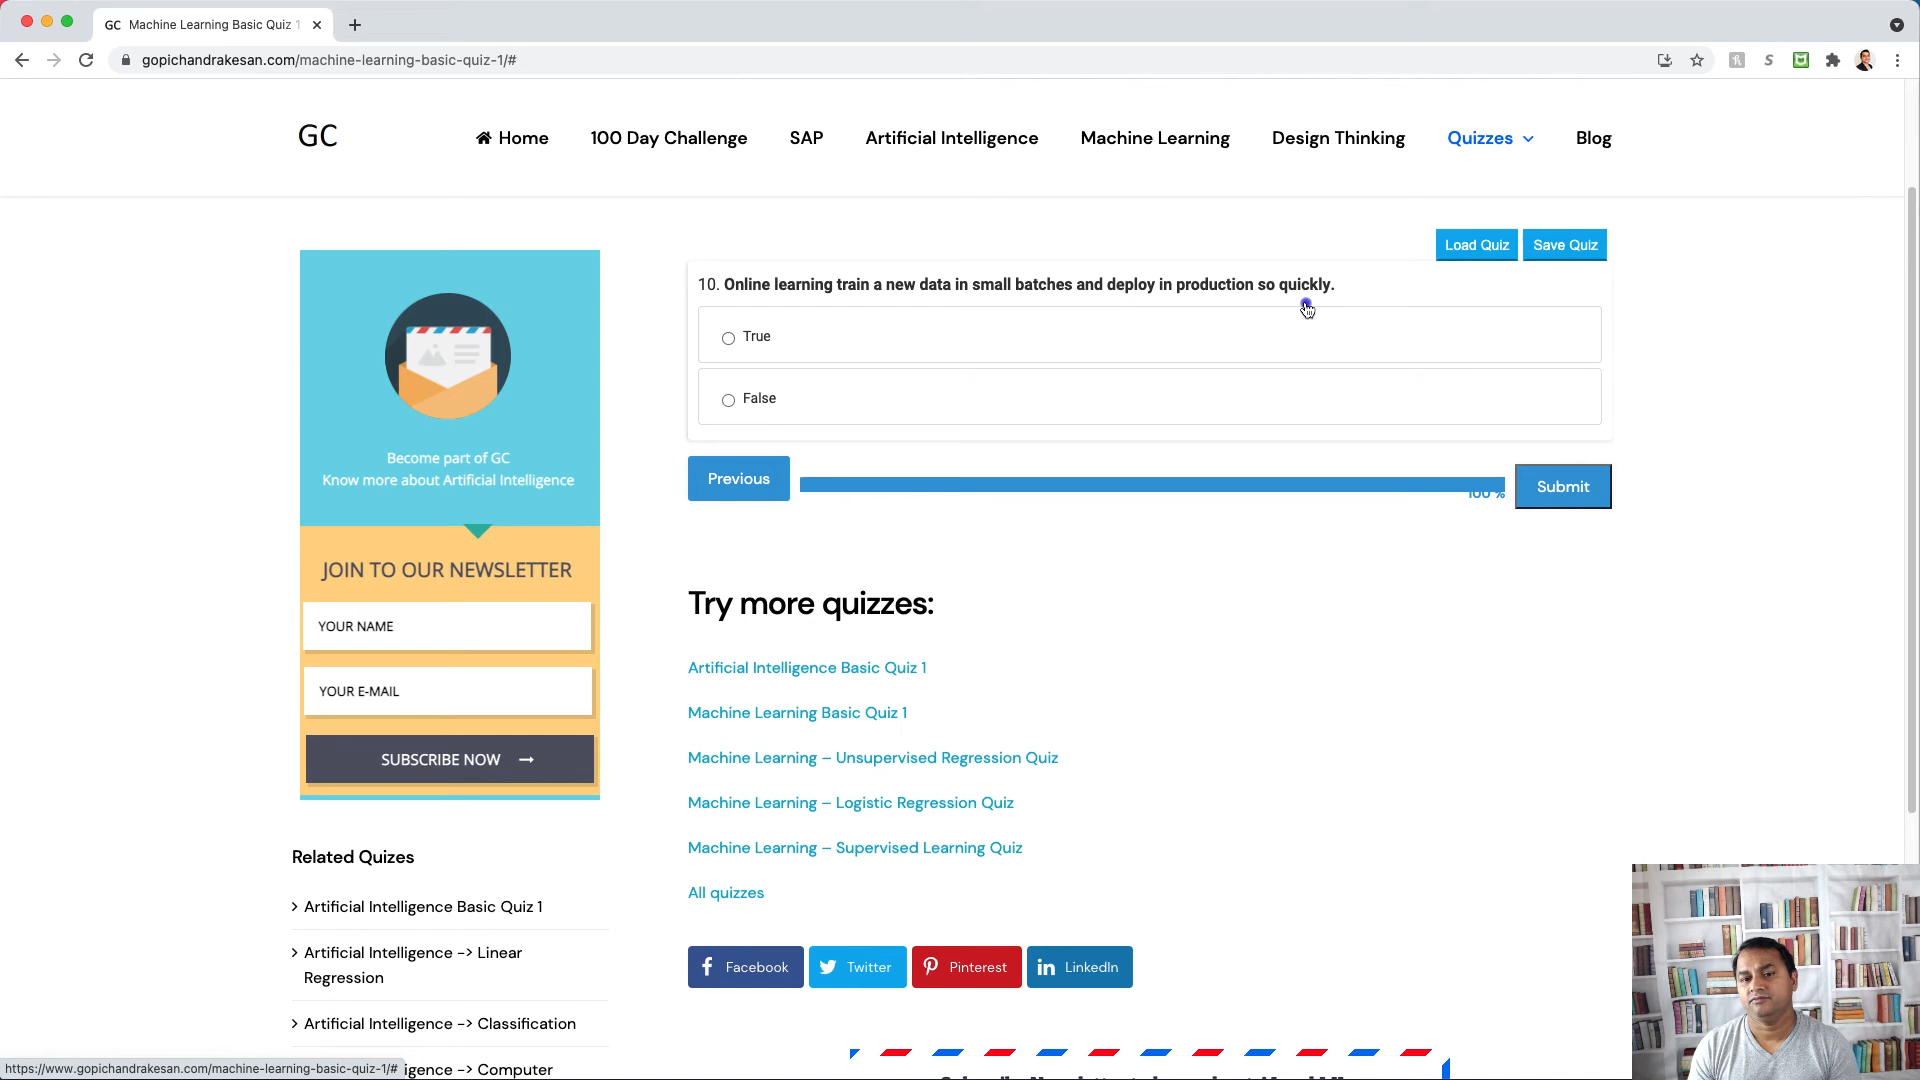 GC Machine Learning Basic Quiz 1
gopichandrakesan.com/machine-learning-basic-quiz-1/#
GC
Home
100 Day Challenge
SAP
Artificial Intelligence
Machine Learning
Design Thinking
Quizzes
Blog
Load Quiz
Save Quiz
10. Online learning train a new data in small batches and deploy in production so quickly.
True
False
Previous
100 %
Submit
Become part of GC
Know more about Artificial Intelligence
JOIN TO OUR NEWSLETTER
YOUR NAME
YOUR E-MAIL
SUBSCRIBE NOW
Try more quizzes:
Artificial Intelligence Basic Quiz 1
Machine Learning Basic Quiz 1
Machine Learning – Unsupervised Regression Quiz
Machine Learning – Logistic Regression Quiz
Machine Learning – Supervised Learning Quiz
All quizzes
Facebook
Twitter
Pinterest
LinkedIn
Related Quizes
Artificial Intelligence Basic Quiz 1
Artificial Intelligence -> Linear
Regression
Artificial Intelligence -> Classification
igence -> Computer
https://www.gopichandrakesan.com/machine-learning-basic-quiz-1/#